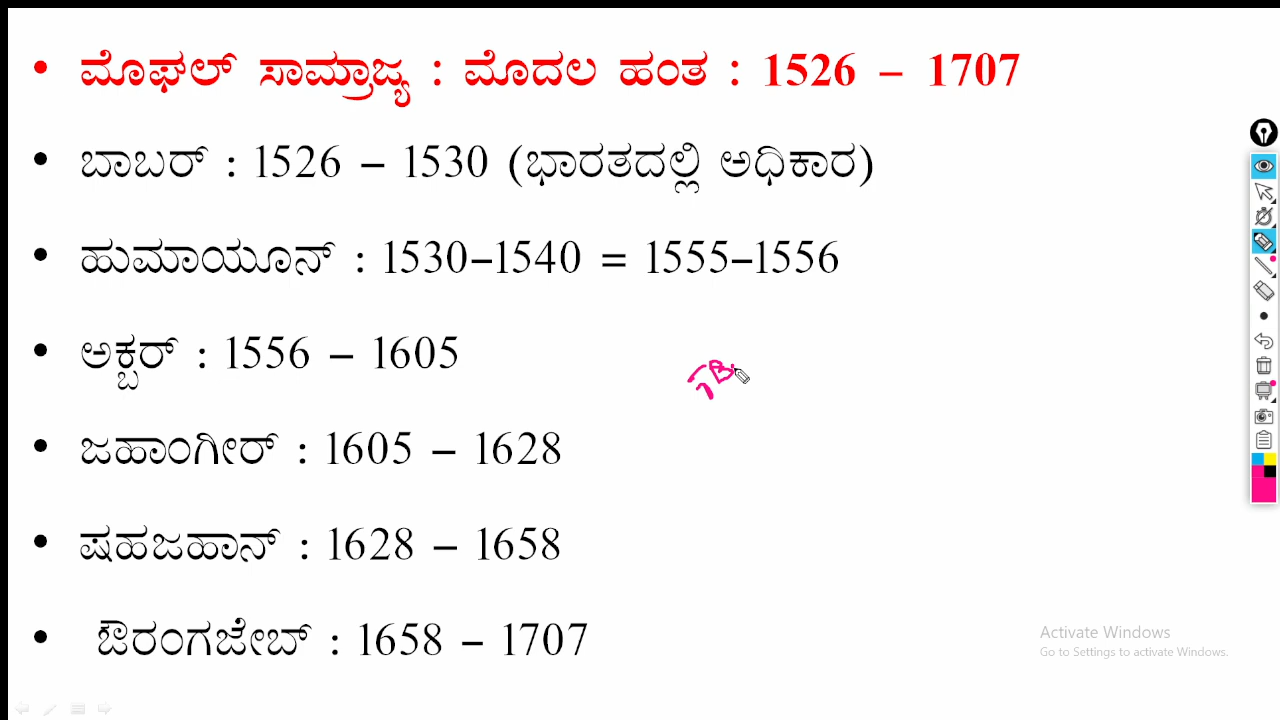 • ಮೊಘಲ್ ಸಾಮ್ರಾಜ್ಯ : ಮೊದಲ ಹಂತ : 1526 – 1707
• ಬಾಬರ್ : 1526 – 1530 (ಭಾರತದಲ್ಲಿ ಅಧಿಕಾರ)
• ಹುಮಾಯೂನ್ : 1530–1540 = 1555–1556
• ಅಕ್ಬರ್ : 1556 – 1605
• ಜಹಾಂಗೀರ್ : 1605 – 1628
• ಷಹಜಹಾನ್ : 1628 – 1658
• ಔರಂಗಜೇಬ್ : 1658 – 1707
Activate Windows
Go to Settings to activate Windows.